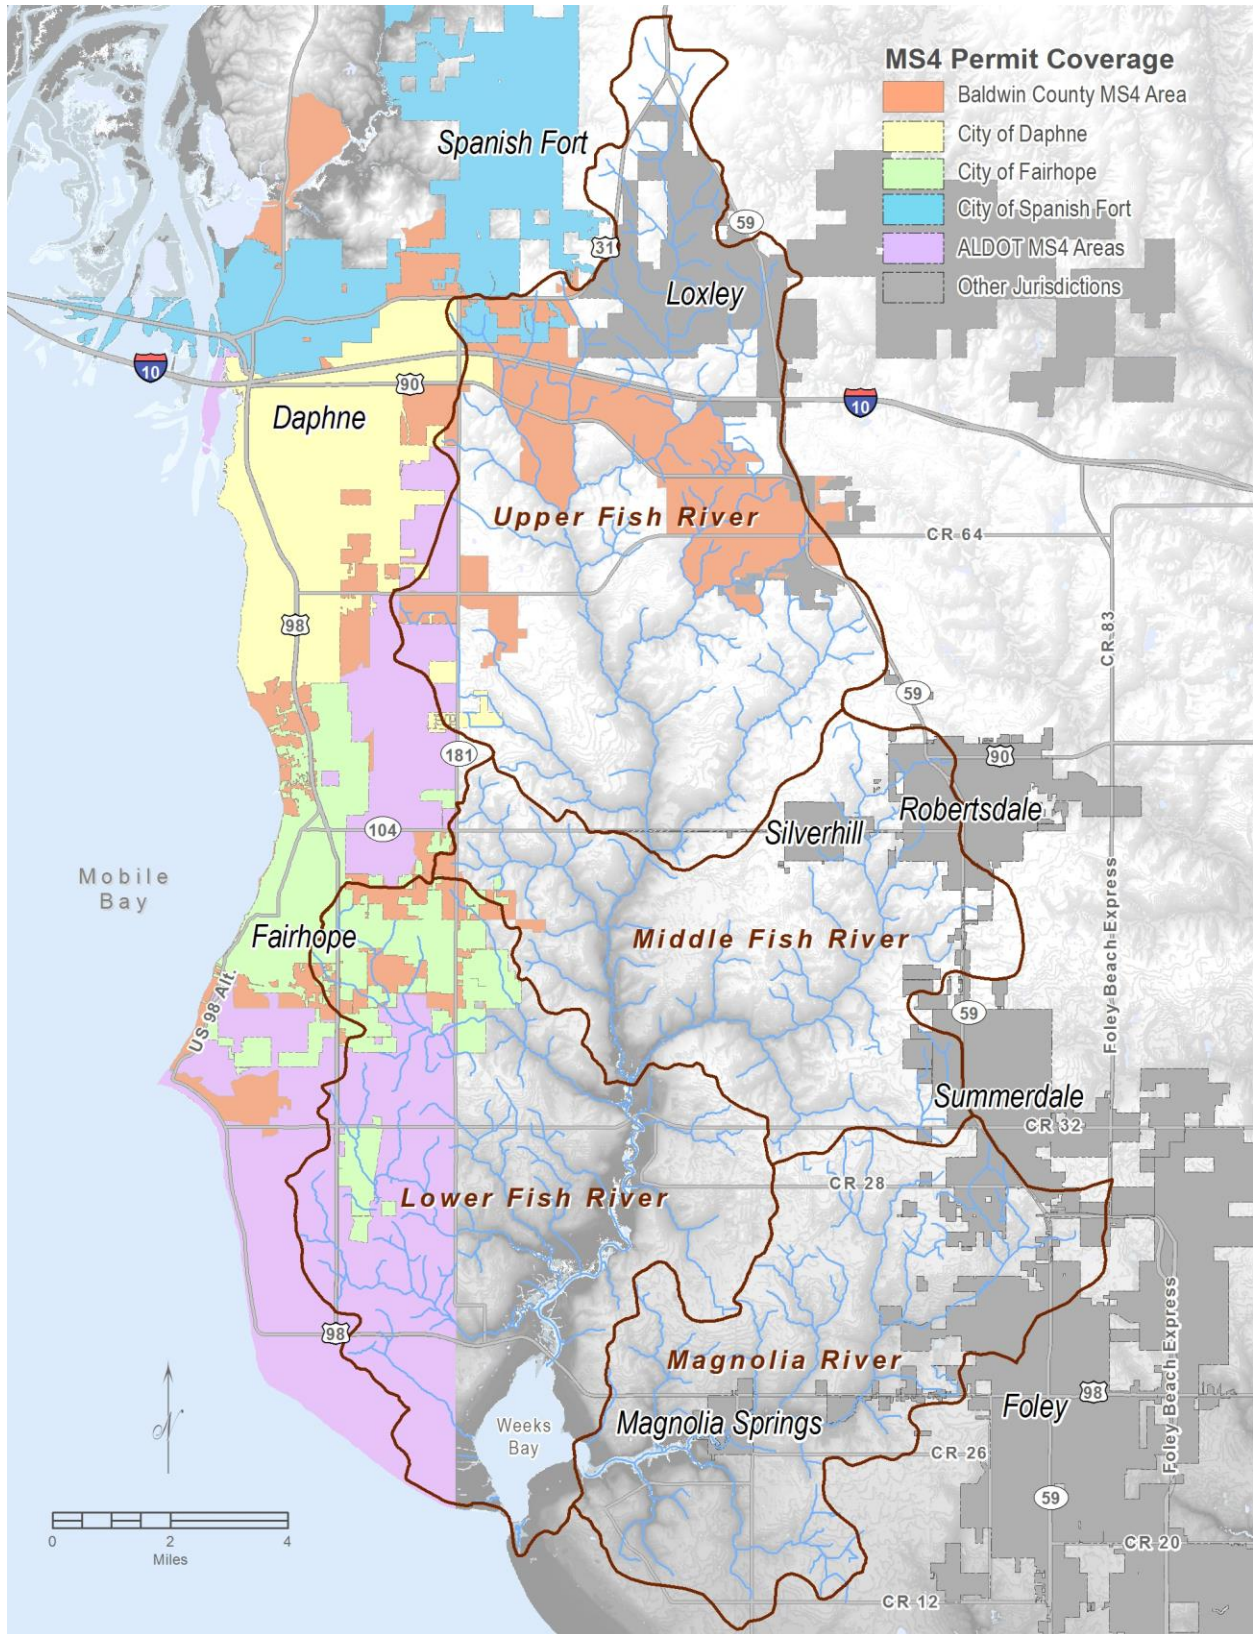 MS4 Permit Coverage
Baldwin County MS4 Area
City of Daphne
City of Fairhope
City of Spanish Fort
ALDOT MS4 Areas
Other Jurisdictions
Spanish Fort
59
31
Loxley
10
90
10
Daphne
Upper Fish River
CR 64
98
CR 83
59
181
90
Robertsdale
104
Silverhill
Mobile
Bay
Fairhope
Middle Fish River
Foley Beach Express
US 98 Alt.
59
Summerdale
CR 32
CR 28
Lower Fish River
98
Magnolia River
Foley Beach Express
98
Foley
Magnolia Springs
Weeks
Bay
CR 26
N
59
0
2
4
Miles
CR 20
CR 12